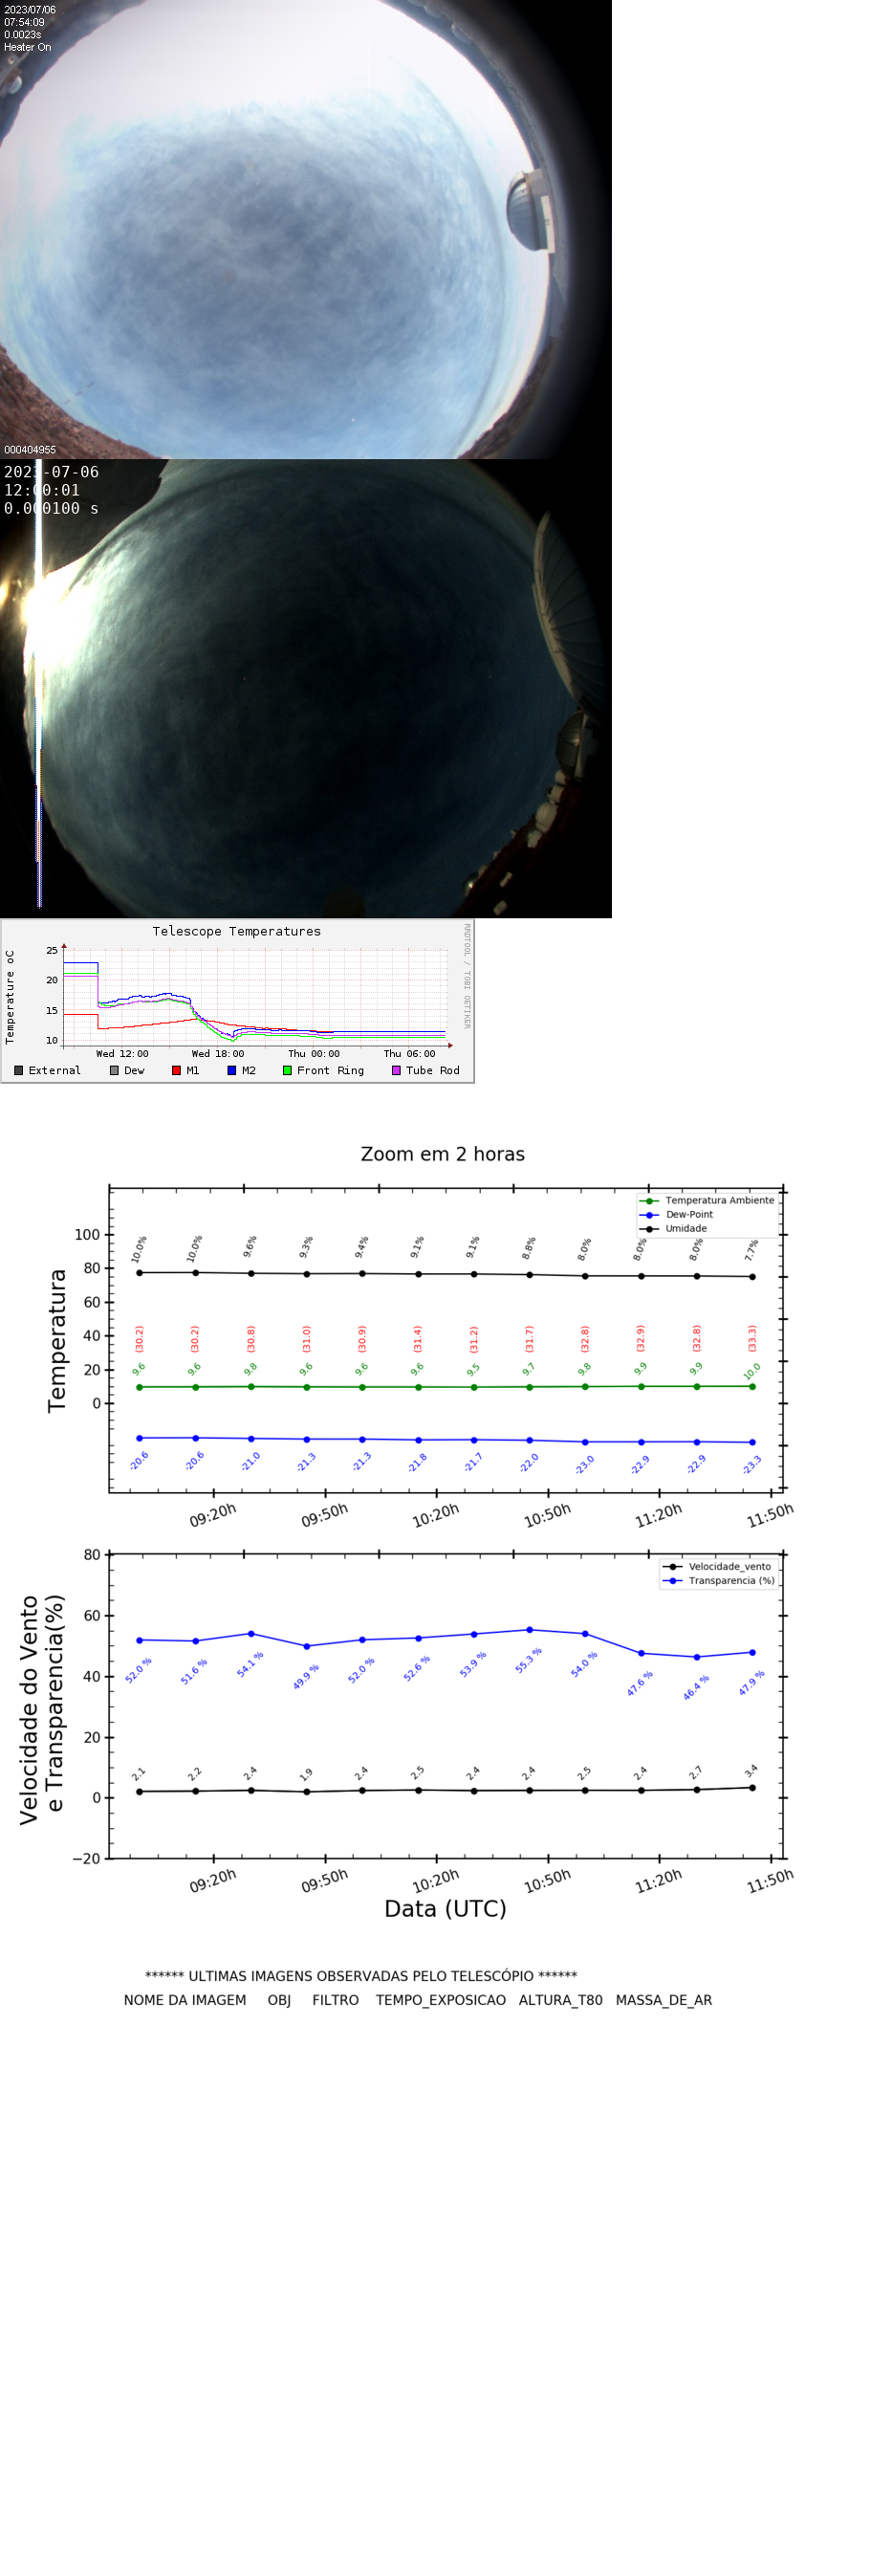 2023/07/06
07:54:09
0.0023s
Heater On
000404955
2023-07-06
12:00:01
0.000100 s
Telescope Temperatures
RRDTOOL / TOBI OETIKER
Temperature oC
25
20
15
10
Wed 12:00 Wed 18:00 Thu 00:00 Thu 06:00
External Dew M1 M2 Front Ring Tube Rod
Zoom em 2 horas
Temperatura Ambiente
Dew-Point
Umidade
Temperatura
100
80
60
40
20
0
10.0% 10.0% 9.6% 9.3% 9.4% 9.1% 9.1% 8.8% 8.0% 8.0% 8.0% 7.7%
(30.2) (30.2) (30.8) (31.0) (30.9) (31.4) (31.2) (31.7) (32.8) (32.9) (32.8) (33.3)
9.6 9.6 9.8 9.6 9.6 9.6 9.5 9.7 9.8 9.9 9.9 10.0
-20.6 -20.6 -21.0 -21.3 -21.3 -21.8 -21.7 -22.0 -23.0 -22.9 -22.9 -23.3
09:20h 09:50h 10:20h 10:50h 11:20h 11:50h
Velocidade_vento
Transparencia (%)
Velocidade do Vento
e Transparencia(%)
80
60
40
20
0
−20
52.0 % 51.6 % 54.1 % 49.9 % 52.0 % 52.6 % 53.9 % 55.3 % 54.0 % 47.6 % 46.4 % 47.9 %
2.1 2.2 2.4 1.9 2.4 2.5 2.4 2.4 2.5 2.4 2.7 3.4
09:20h 09:50h 10:20h 10:50h 11:20h 11:50h
Data (UTC)
****** ULTIMAS IMAGENS OBSERVADAS PELO TELESCÓPIO ******
NOME DA IMAGEM OBJ FILTRO TEMPO_EXPOSICAO ALTURA_T80 MASSA_DE_AR